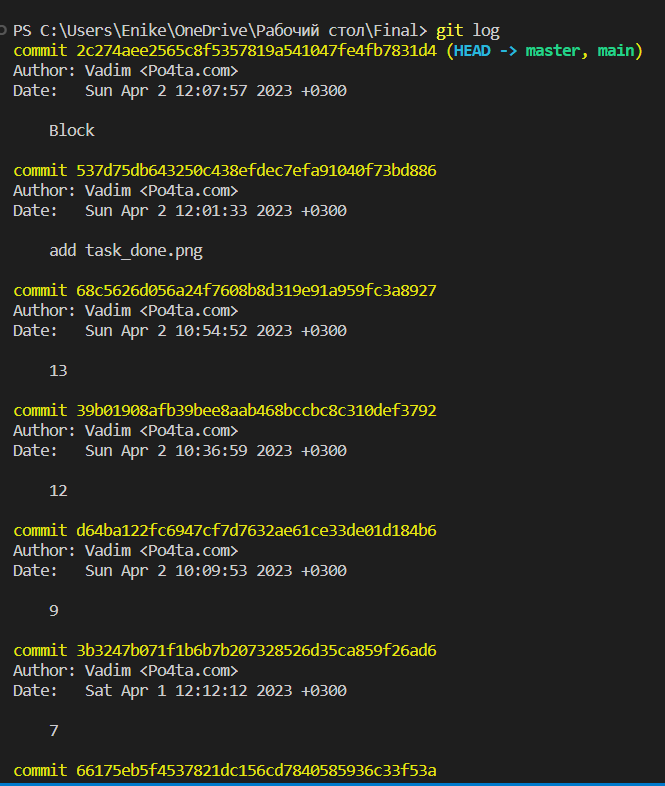 PS C:\Users\Enike\OneDrive\Рабочий стол\Final> git log
commit 2c274aee2565c8f5357819a541047fe4fb7831d4 (HEAD -> master, main)
Author: Vadim <Po4ta.com>
Date:   Sun Apr 2 12:07:57 2023 +0300
    Block
commit 537d75db643250c438efdec7efa91040f73bd886
Author: Vadim <Po4ta.com>
Date:   Sun Apr 2 12:01:33 2023 +0300
    add task_done.png
commit 68c5626d056a24f7608b8d319e91a959fc3a8927
Author: Vadim <Po4ta.com>
Date:   Sun Apr 2 10:54:52 2023 +0300
    13
commit 39b01908afb39bee8aab468bccbc8c310def3792
Author: Vadim <Po4ta.com>
Date:   Sun Apr 2 10:36:59 2023 +0300
    12
commit d64ba122fc6947cf7d7632ae61ce33de01d184b6
Author: Vadim <Po4ta.com>
Date:   Sun Apr 2 10:09:53 2023 +0300
    9
commit 3b3247b071f1b6b7b207328526d35ca859f26ad6
Author: Vadim <Po4ta.com>
Date:   Sat Apr 1 12:12:12 2023 +0300
    7
commit 66175eb5f4537821dc156cd7840585936c33f53a